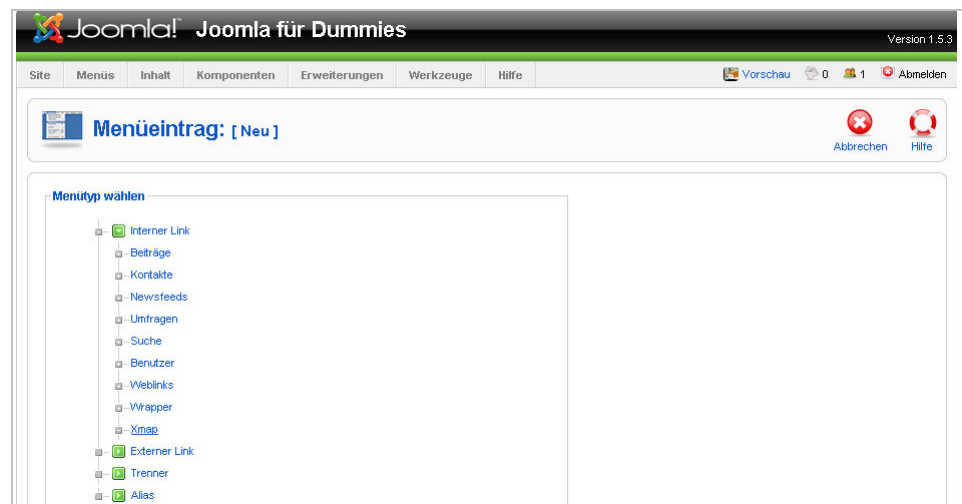 Joomla! Joomla für Dummies
Version 1.5.3
Site Menüs Inhalt Komponenten Erweiterungen Werkzeuge Hilfe Vorschau 0 1 Abmelden
Menüeintrag: [ Neu ]
Abbrechen Hilfe
Menütyp wählen
Interner Link
Beiträge
Kontakte
Newsfeeds
Umfragen
Suche
Benutzer
Weblinks
Wrapper
Xmap
Externer Link
Trenner
Alias